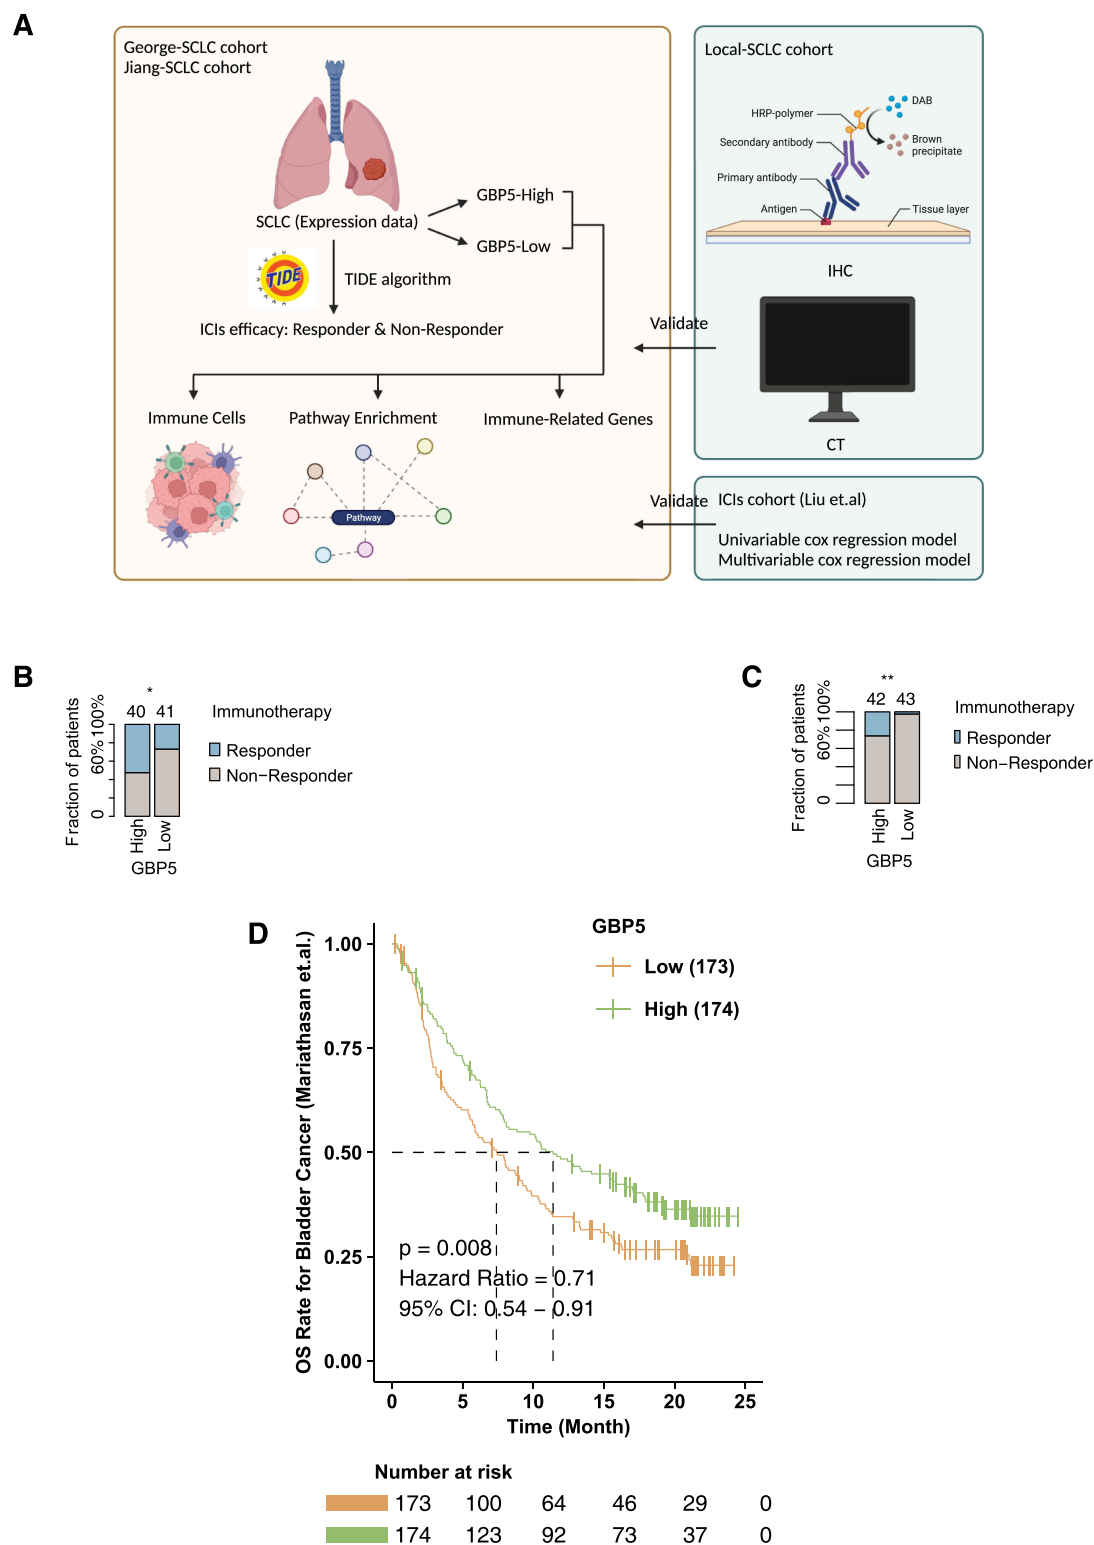 A
George-SCLC cohort
Jiang-SCLC cohort
SCLC (Expression data)
GBP5-High
GBP5-Low
TIDE
TIDE algorithm
ICIs efficacy: Responder & Non-Responder
Immune Cells
Pathway Enrichment
Immune-Related Genes
Pathway
Local-SCLC cohort
DAB
HRP-polymer
Brown
precipitate
Secondary antibody
Primary antibody
Antigen
Tissue layer
IHC
Validate
CT
Validate
ICIs cohort (Liu et.al)
Univariable cox regression model
Multivariable cox regression model
B
Fraction of patients
0 60% 100%
*
40 41
High
Low
GBP5
Immunotherapy
Responder
Non−Responder
C
Fraction of patients
0 60% 100%
**
42 43
High
Low
GBP5
Immunotherapy
Responder
Non−Responder
D
OS Rate for Bladder Cancer (Mariathasan et.al.)
1.00
0.75
0.50
0.25
0.00
GBP5
Low (173)
High (174)
p = 0.008
Hazard Ratio = 0.71
95% CI: 0.54 − 0.91
0 5 10 15 20 25
Time (Month)
Number at risk
173 100 64 46 29 0
174 123 92 73 37 0